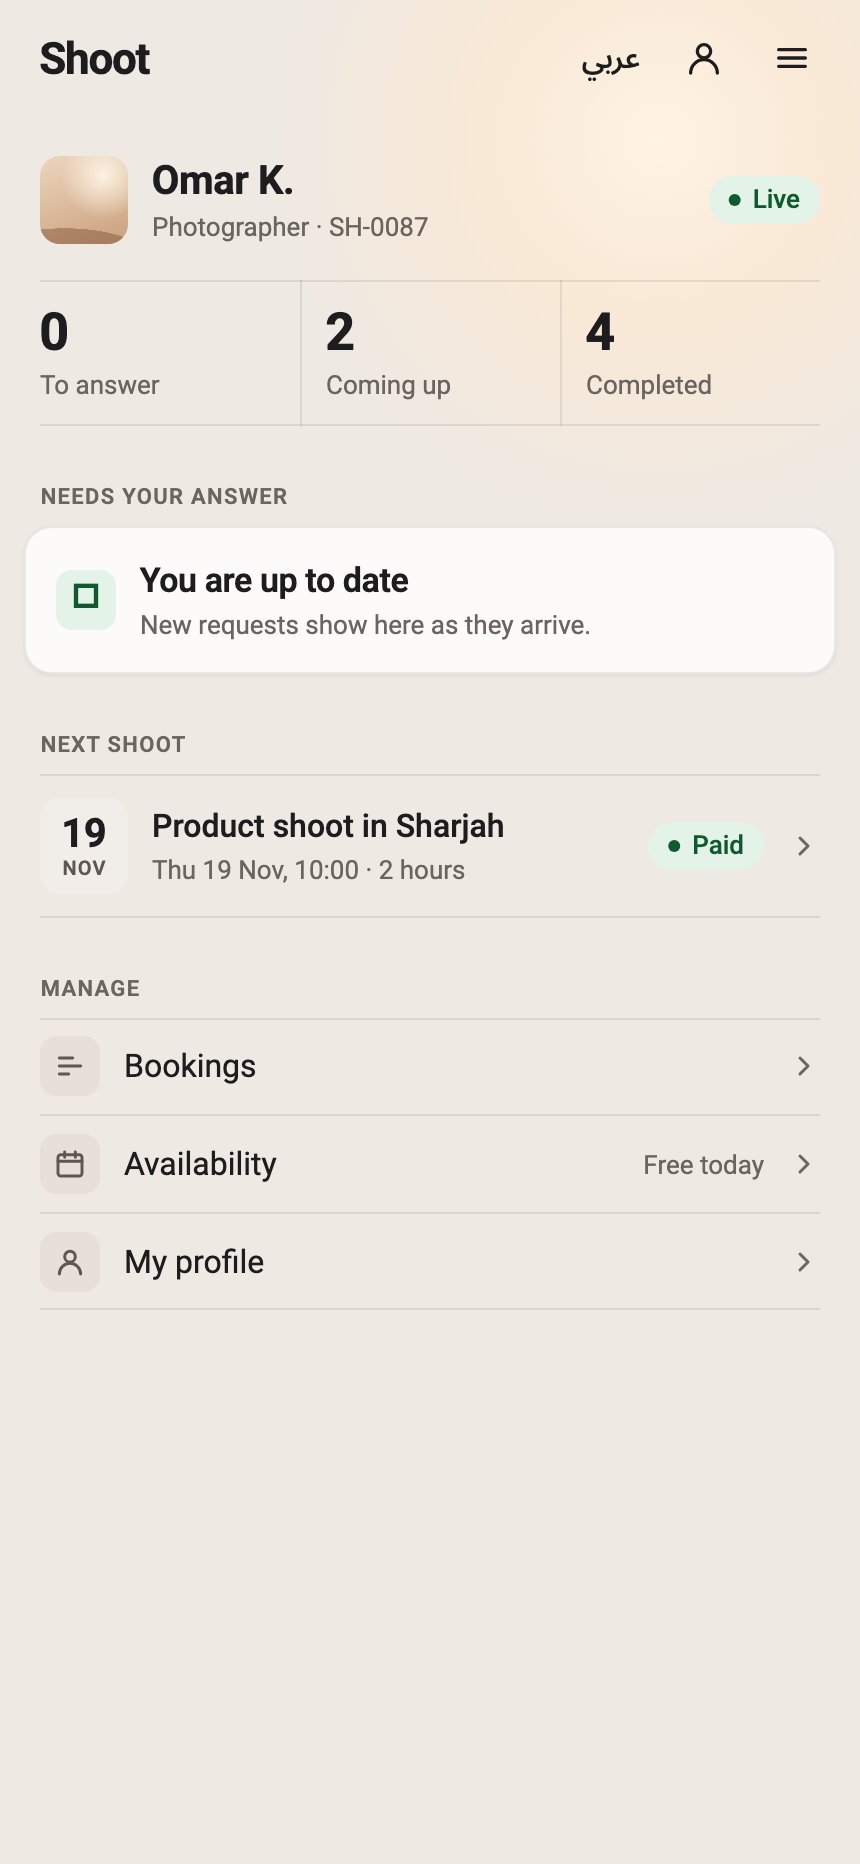 Shoot
عربي
Omar K.
Photographer · SH-0087
Live
0
To answer
2
Coming up
4
Completed
NEEDS YOUR ANSWER
You are up to date
New requests show here as they arrive.
NEXT SHOOT
19
NOV
Product shoot in Sharjah
Thu 19 Nov, 10:00 · 2 hours
Paid
MANAGE
Bookings
Availability
Free today
My profile